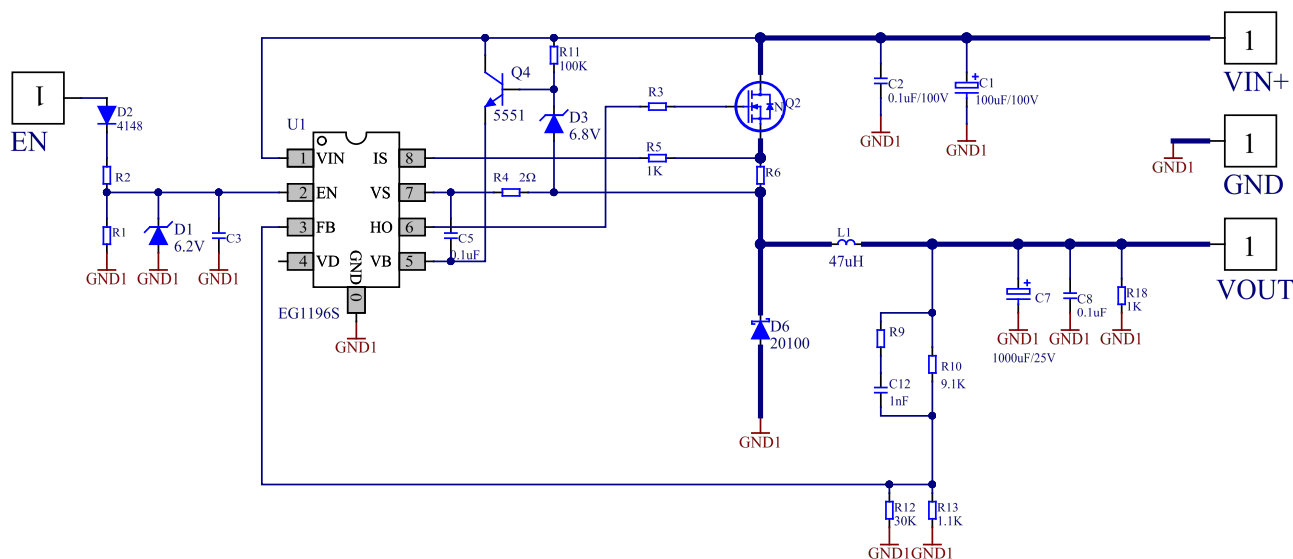 1
EN
D2
4148
R2
R1
GND1
D1
6.2V
GND1
C3
GND1
U1
1
VIN
2
EN
3
FB
4
VD
IS
8
VS
7
HO
6
VB
5
GND
0
EG1196S
GND1
Q4
5551
R11
100K
D3
6.8V
R4
2Ω
C5
0.1uF
R3
R5
1K
N
Q2
R6
C2
0.1uF/100V
GND1
+
C1
100uF/100V
GND1
1
VIN+
1
GND
GND1
1
VOUT
L1
47uH
D6
20100
GND1
R9
C12
1nF
R10
9.1K
+
C7
GND1
1000uF/25V
C8
0.1uF
GND1
R18
1K
GND1
R12
30K
GND1
R13
1.1K
GND1